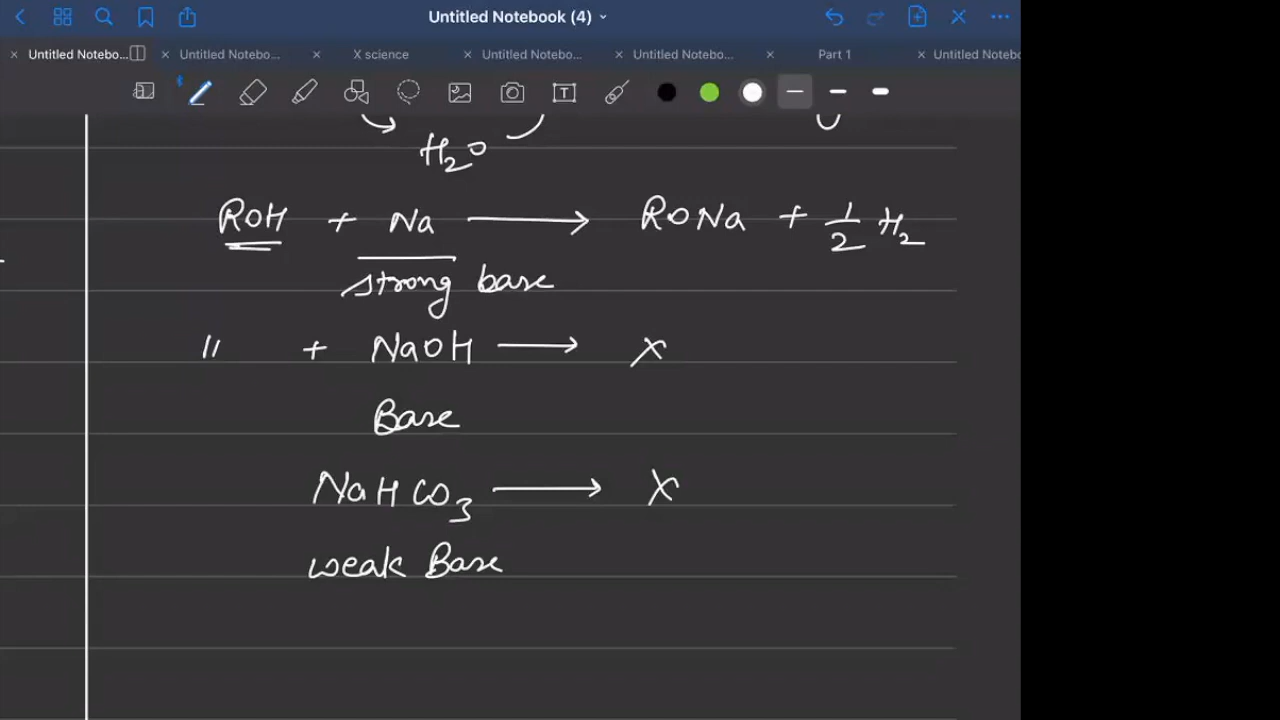 Untitled Notebook (4)
Untitled Notebo... Untitled Notebo... X science Untitled Notebo... Untitled Notebo... Part 1 Untitled Notebo
H₂O
ROH + Na ⟶ RONa + 1/2 H₂
strong base
" + NaOH ⟶ X
Base
NaHCO₃ ⟶ X
weak Base